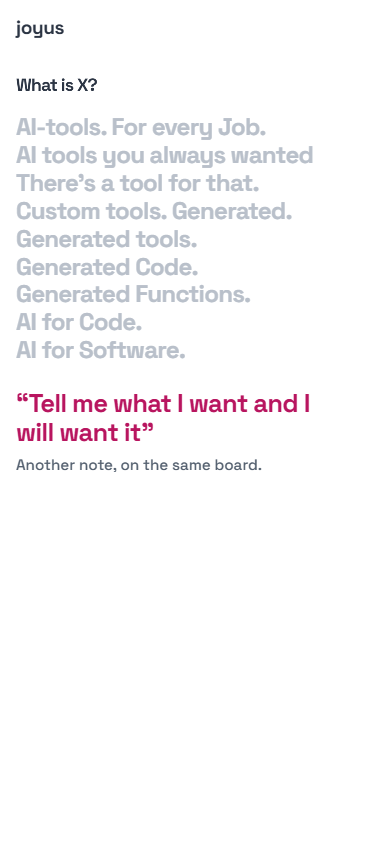 joyus
What is X?
AI-tools. For every Job.
AI tools you always wanted
There's a tool for that.
Custom tools. Generated.
Generated tools.
Generated Code.
Generated Functions.
AI for Code.
AI for Software.
“Tell me what I want and I
will want it”
Another note, on the same board.